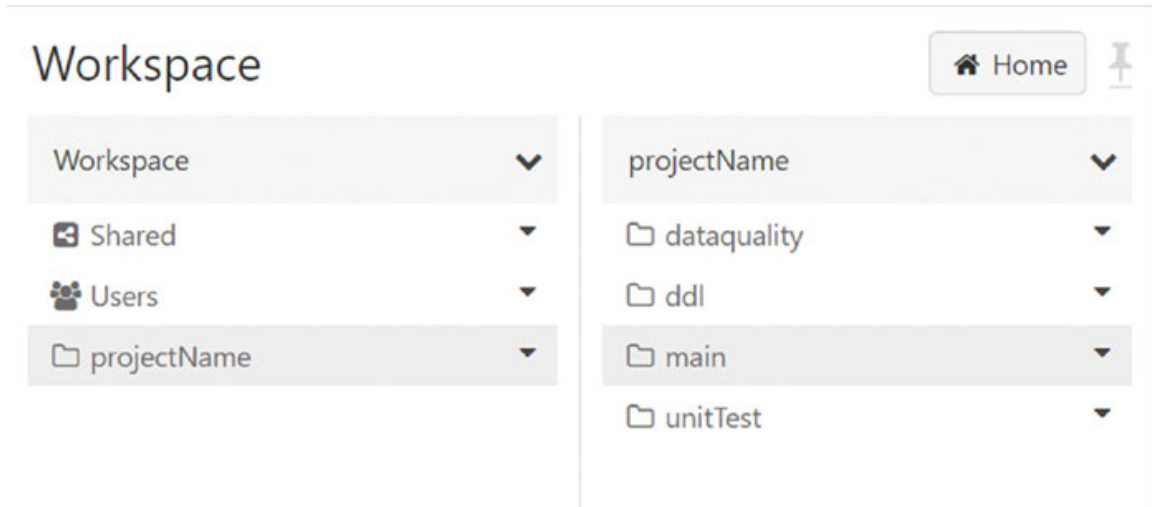 Workspace
Home
Workspace
Shared
Users
projectName
projectName
dataquality
ddl
main
unitTest